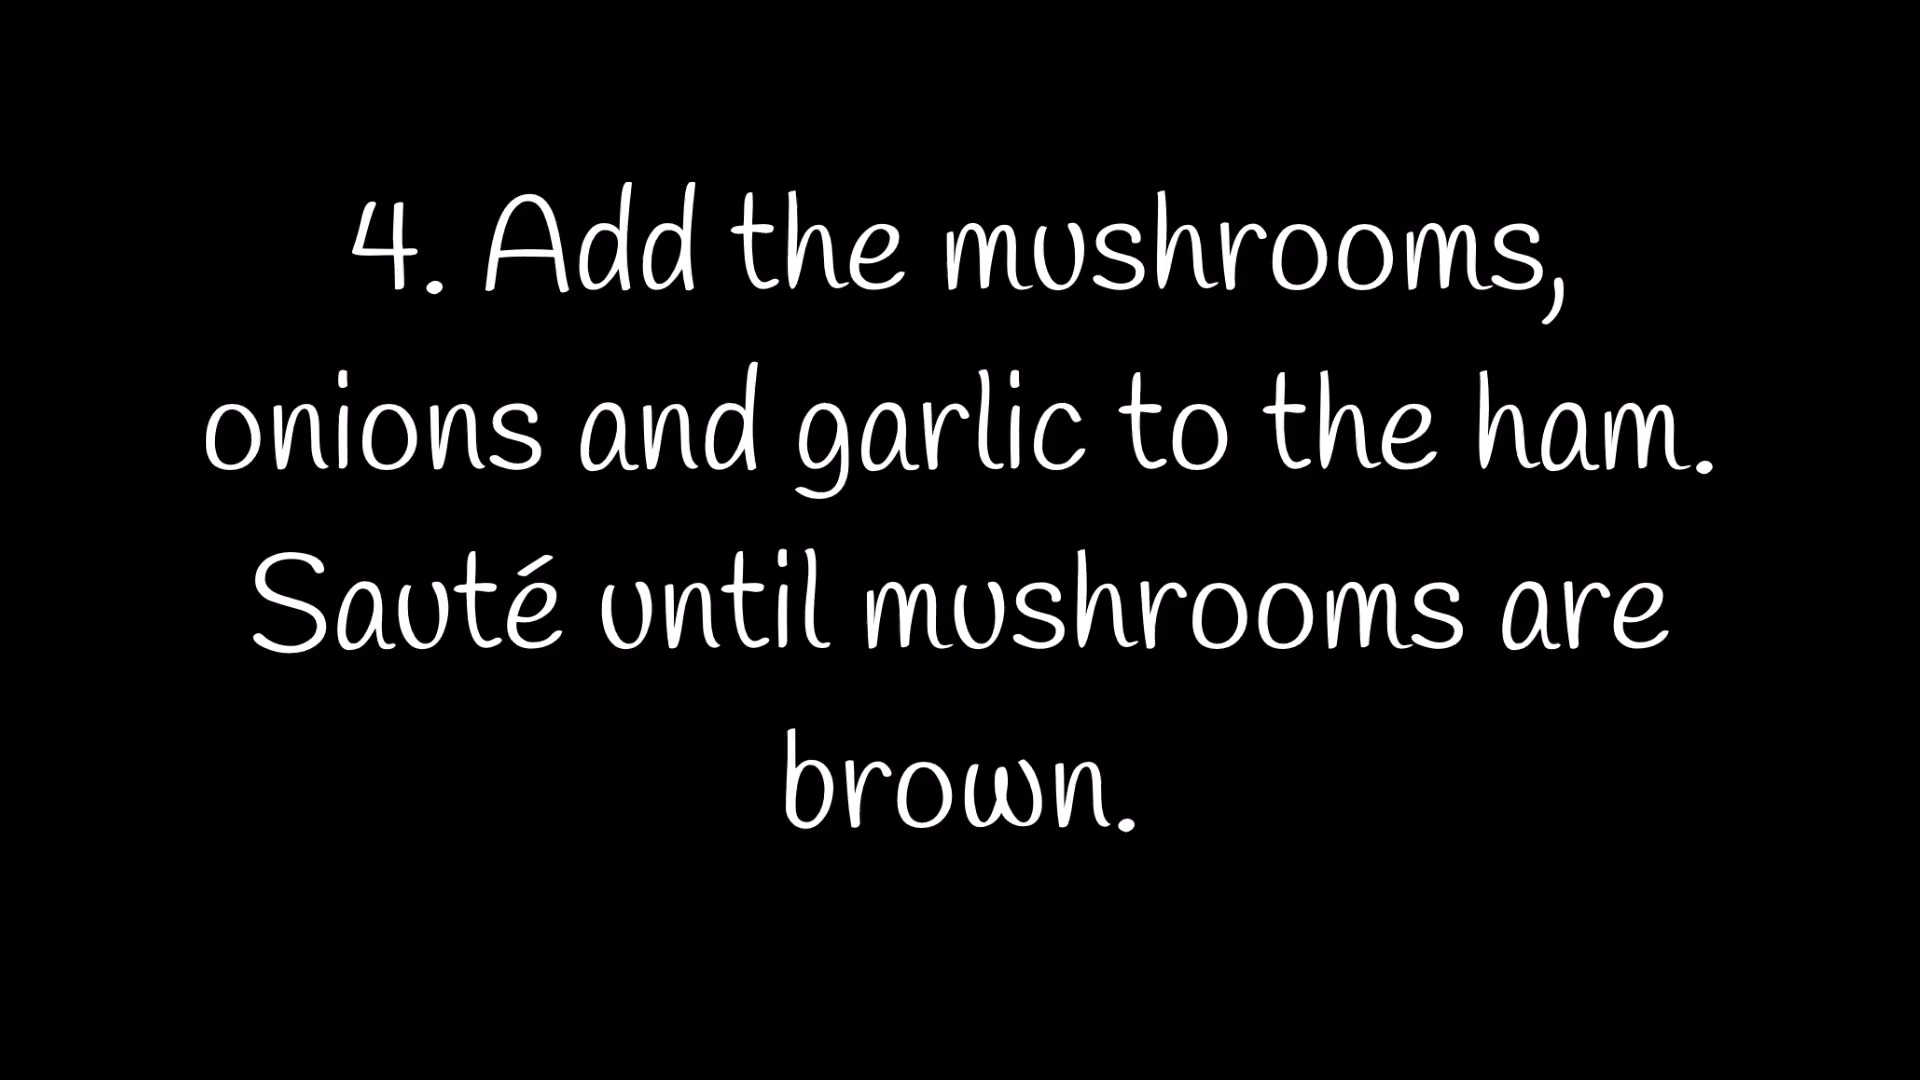 4. Add the mushrooms,
onions and garlic to the ham.
Sauté until mushrooms are
brown.